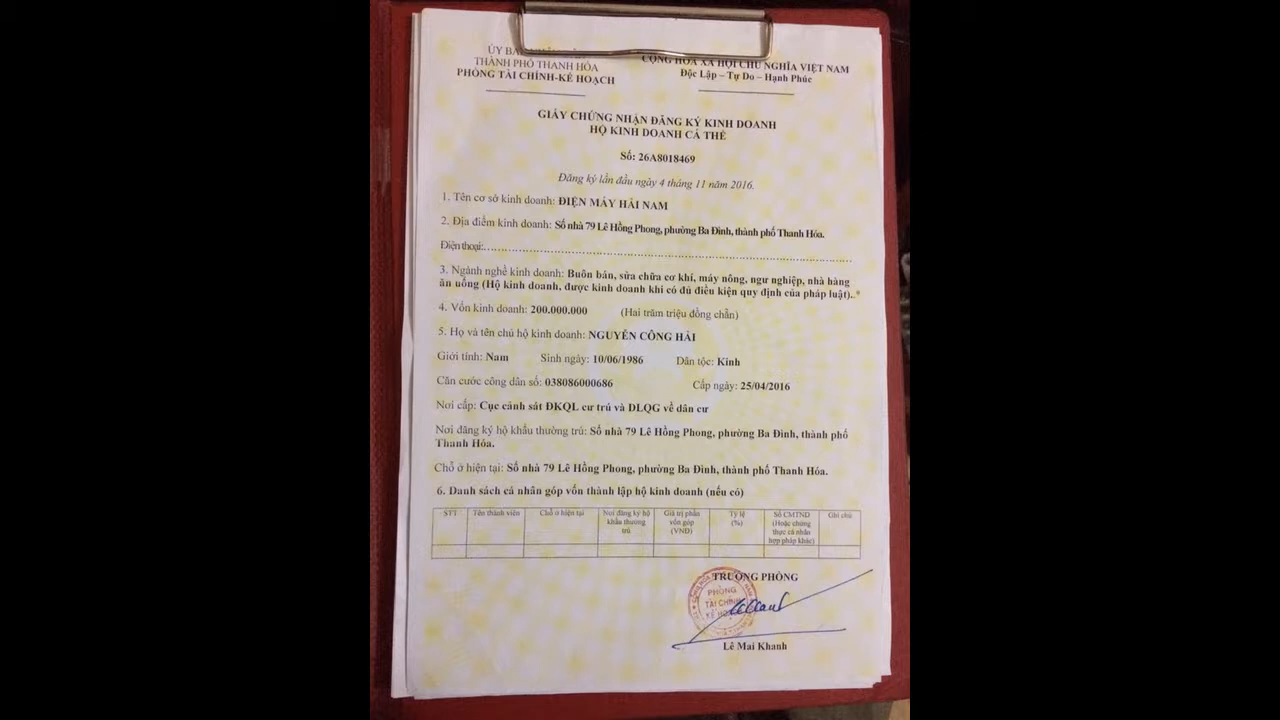 ỦY BA
THÀNH PHỐ THANH HÓA
PHÒNG TÀI CHÍNH-KẾ HOẠCH
CỘNG HÒA XÃ HỘI CHỦ NGHĨA VIỆT NAM
Độc Lập – Tự Do – Hạnh Phúc
GIẤY CHỨNG NHẬN ĐĂNG KÝ KINH DOANH
HỘ KINH DOANH CÁ THỂ
Số: 26A8018469
Đăng ký lần đầu ngày 4 tháng 11 năm 2016.
1. Tên cơ sở kinh doanh: ĐIỆN MÁY HẢI NAM
2. Địa điểm kinh doanh: Số nhà 79 Lê Hồng Phong, phường Ba Đình, thành phố Thanh Hóa.
Điện thoại:................................................................
3. Ngành nghề kinh doanh: Buôn bán, sửa chữa cơ khí, máy nông, ngư nghiệp, nhà hàng
ăn uống (Hộ kinh doanh, được kinh doanh khi có đủ điều kiện quy định của pháp luật)..*
4. Vốn kinh doanh: 200.000.000 (Hai trăm triệu đồng chẵn)
5. Họ và tên chủ hộ kinh doanh: NGUYỄN CÔNG HẢI
Giới tính: Nam Sinh ngày: 10/06/1986 Dân tộc: Kinh
Căn cước công dân số: 038086000686 Cấp ngày: 25/04/2016
Nơi cấp: Cục cảnh sát ĐKQL cư trú và DLQG về dân cư
Nơi đăng ký hộ khẩu thường trú: Số nhà 79 Lê Hồng Phong, phường Ba Đình, thành phố
Thanh Hóa.
Chỗ ở hiện tại: Số nhà 79 Lê Hồng Phong, phường Ba Đình, thành phố Thanh Hóa.
6. Danh sách cá nhân góp vốn thành lập hộ kinh doanh (nếu có)
STT Tên thành viên Chỗ ở hiện tại Nơi đăng ký hộ khẩu thường trú Giá trị phần vốn góp (VND) Tỷ lệ (%) Số CMTND (Hoặc chứng thực cá nhân hợp pháp khác) Ghi chú
TRƯỞNG PHÒNG
PHÒNG
TÀI CHÍNH
KẾ HO
Lê Mai Khanh